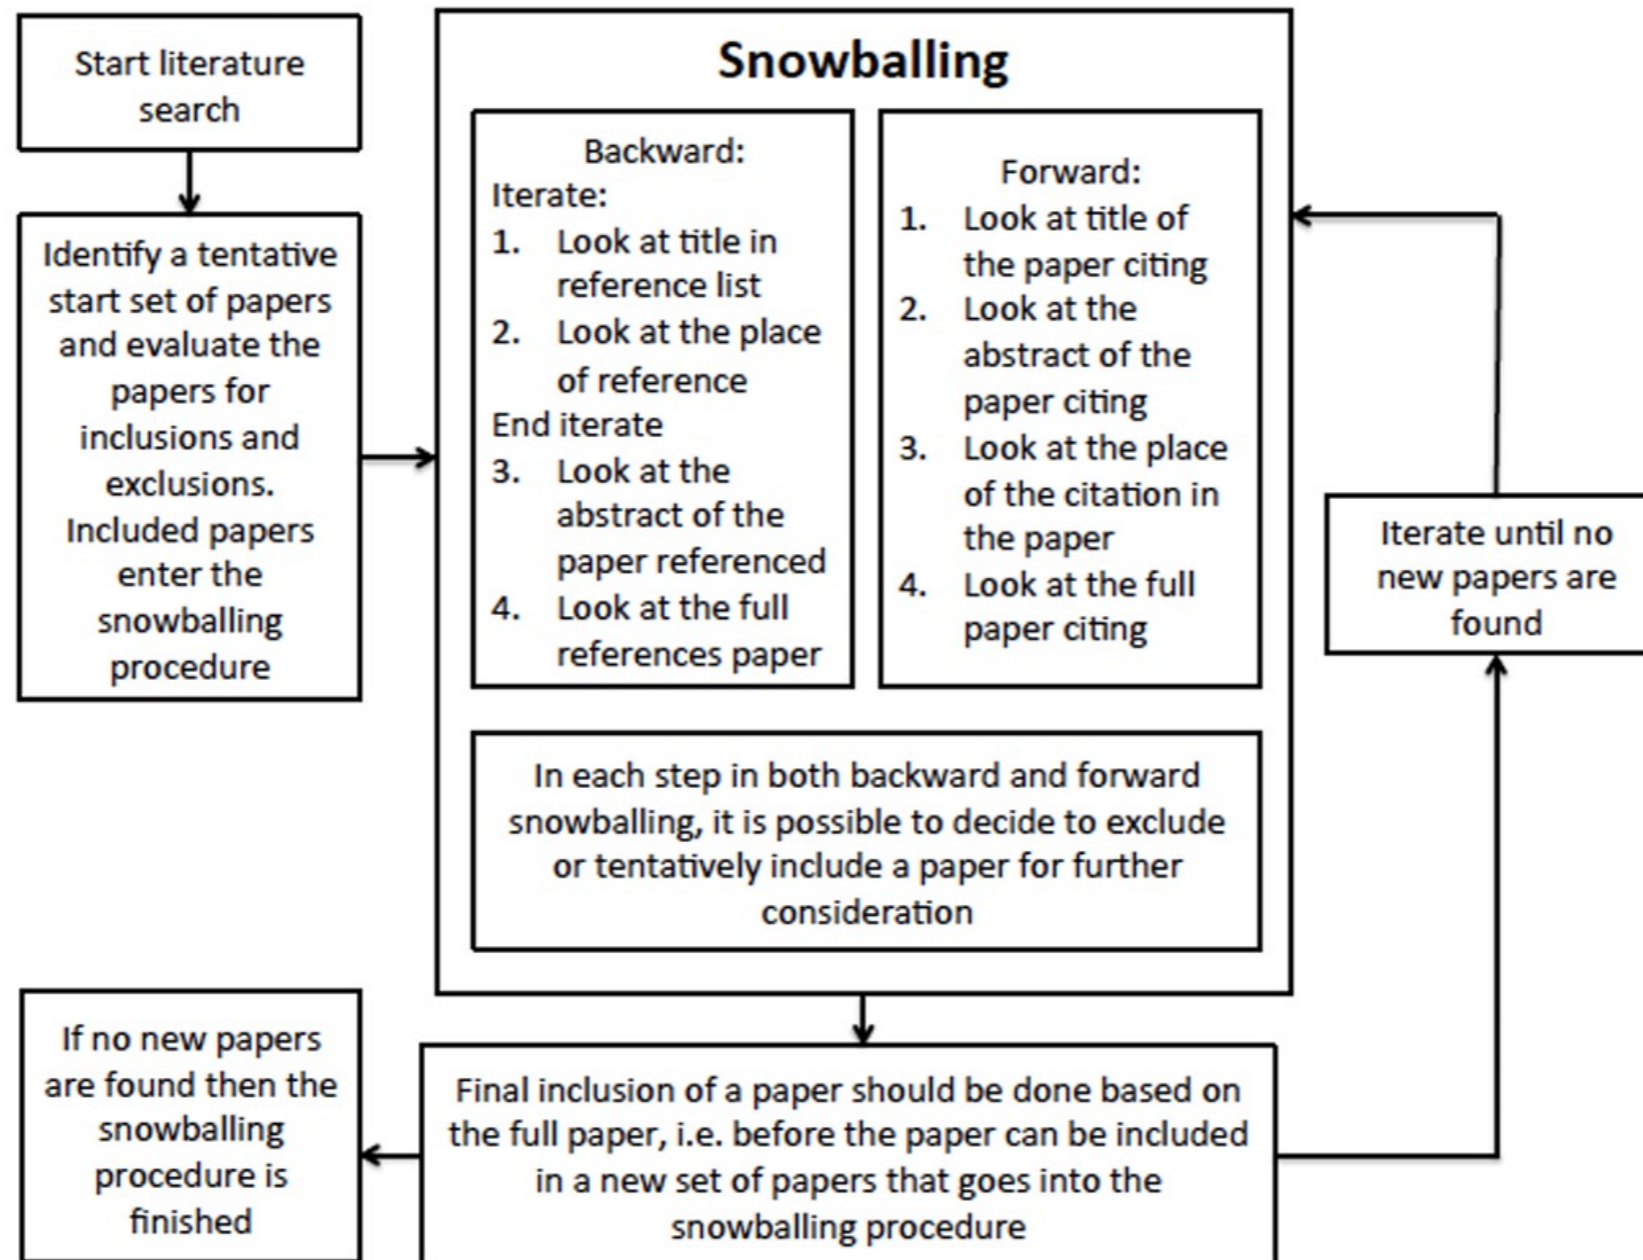 Start literature
search
Identify a tentative
start set of papers
and evaluate the
papers for
inclusions and
exclusions.
Included papers
enter the
snowballing
procedure
Snowballing
Backward:
Iterate:
1. Look at title in
reference list
2. Look at the place
of reference
End iterate
3. Look at the
abstract of the
paper referenced
4. Look at the full
references paper
Forward:
1. Look at title of
the paper citing
2. Look at the
abstract of the
paper citing
3. Look at the place
of the citation in
the paper
4. Look at the full
paper citing
In each step in both backward and forward
snowballing, it is possible to decide to exclude
or tentatively include a paper for further
consideration
Iterate until no
new papers are
found
Final inclusion of a paper should be done based on
the full paper, i.e. before the paper can be included
in a new set of papers that goes into the
snowballing procedure
If no new papers
are found then the
snowballing
procedure is
finished